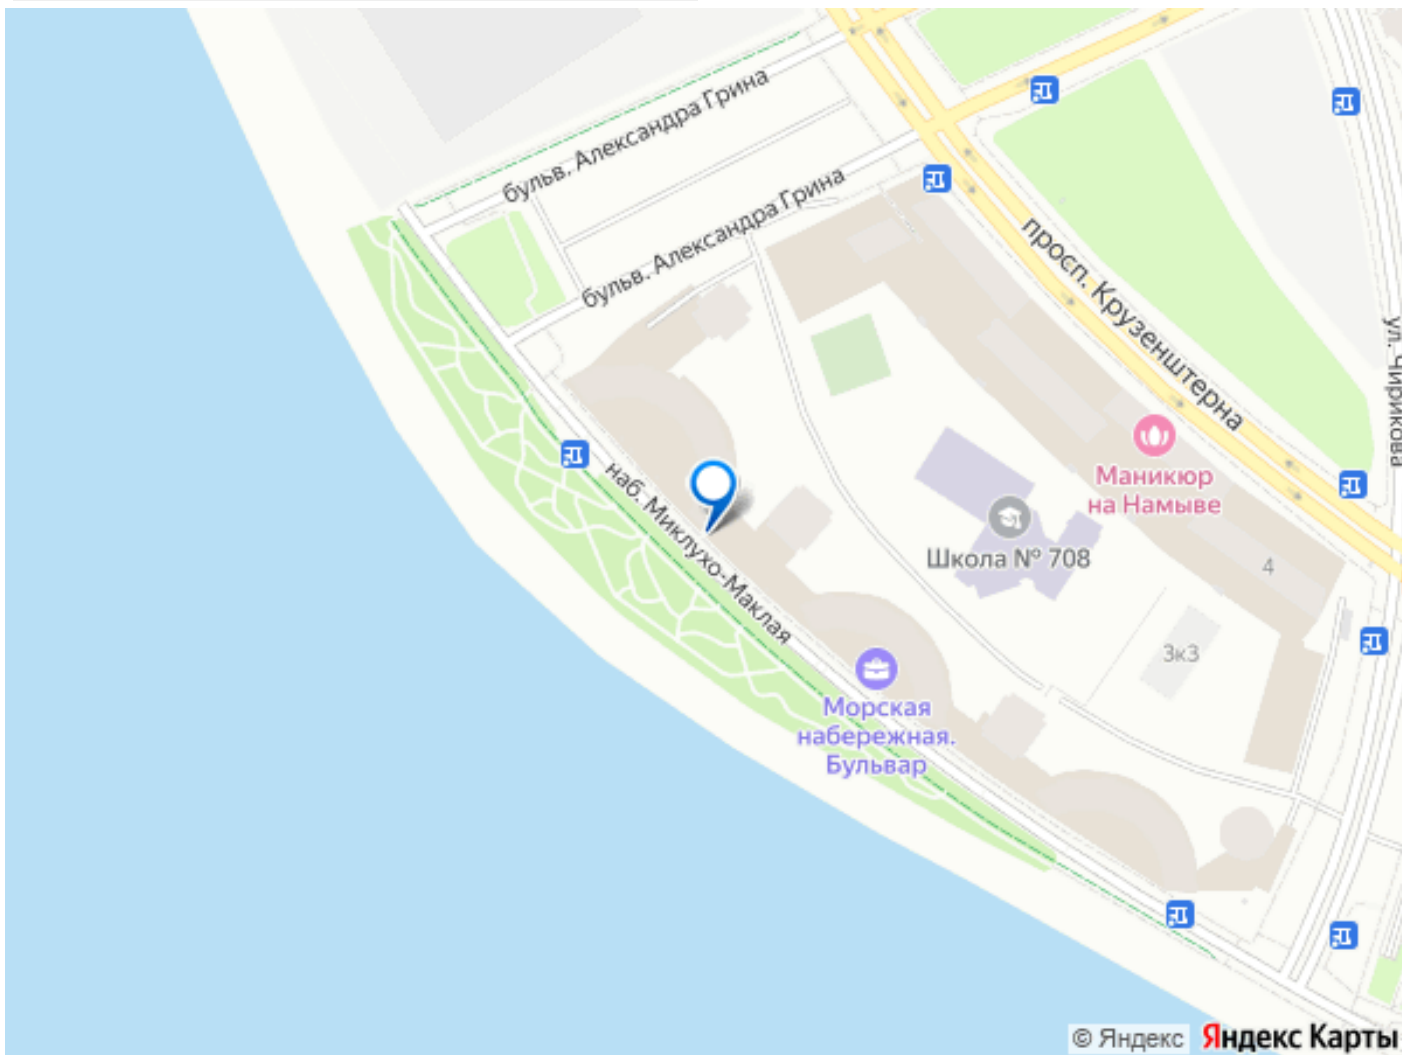 бульв. Александра Грина
бульв. Александра Грина
просп. Крузенштерна
ул. Чирикова
наб. Миклухо-Маклая
Маникюр
на Намыве
Школа № 708
4
3к3
Морская
набережная.
Бульвар
© Яндекс Яндекс Карты